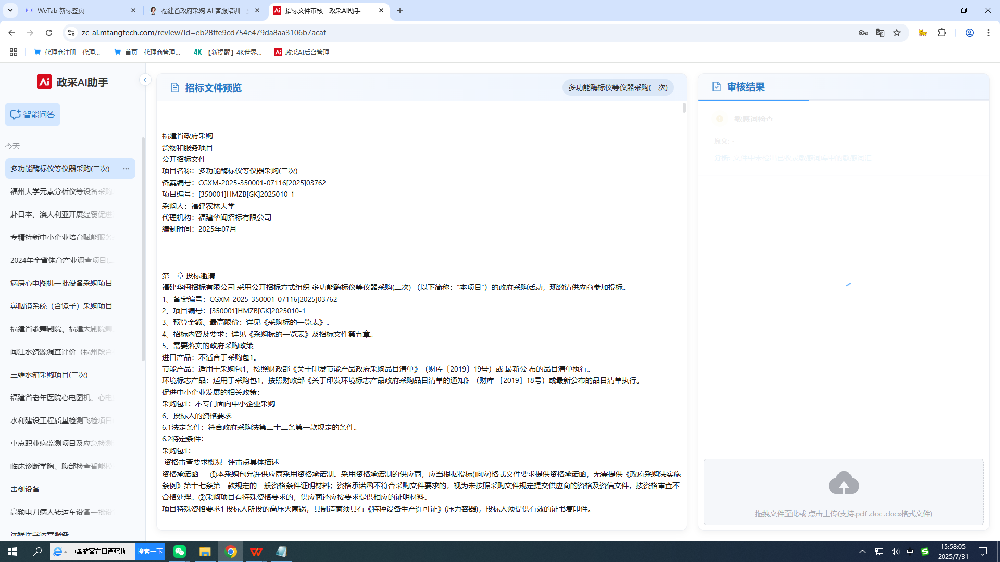 WeTab 新标签页
福建省政府采购 AI 客服培训 -
招标文件审核 - 政采AI助手
zc-ai.mtangtech.com/review?id=eb28ffe9cd754e479da8aa3106b7acaf
代理商注册 - 代理...
首页 - 代理商管理...
4K 【新提醒】4K世界...
政采AI后台管理
政采AI助手
智能问答
今天
多功能酶标仪等仪器采购(二次) ...
福州大学元素分析仪等设备采购
赴日本、澳大利亚开展经贸促进
专精特新中小企业培育赋能服务
2024年全省体育产业调查项目(二
病房心电图机一批设备采购项目
鼻咽镜系统（含镜子）采购项目
福建省歌舞剧院、福建大剧院舞
闽江水资源调查评价（福州段含
三维水箱采购项目(二次)
福建省老年医院心电图机、心电
水利建设工程质量检测飞检项目
重点职业病监测项目及应急检测
临床诊断学胸、腹部检查智能模
击剑设备
高频电刀病人转运车设备一批设
远程医学运营服务
招标文件预览
多功能酶标仪等仪器采购(二次)
福建省政府采购
货物和服务项目
公开招标文件
项目名称：多功能酶标仪等仪器采购(二次)
备案编号：CGXM-2025-350001-07116[2025]03762
项目编号：[350001]HMZB[GK]2025010-1
采购人：福建农林大学
代理机构：福建华闽招标有限公司
编制时间：2025年07月
第一章 投标邀请
福建华闽招标有限公司 采用公开招标方式组织 多功能酶标仪等仪器采购(二次) （以下简称：“本项目”）的政府采购活动，现邀请供应商参加投标。
1、备案编号：CGXM-2025-350001-07116[2025]03762
2、项目编号：[350001]HMZB[GK]2025010-1
3、预算金额、最高限价：详见《采购标的一览表》。
4、招标内容及要求：详见《采购标的一览表》及招标文件第五章。
5、需要落实的政府采购政策
进口产品：不适合于采购包1。
节能产品：适用于采购包1，按照财政部《关于印发节能产品政府采购品目清单》（财库〔2019〕19号）或 最新公 布的品目清单执行。
环境标志产品：适用于采购包1，按照财政部《关于印发环境标志产品政府采购品目清单的通知》（财库 〔2019〕18号）或最新公布的品目清单执行。
促进中小企业发展的相关政策：
采购包1：不专门面向中小企业采购
6、投标人的资格要求
6.1法定条件：符合政府采购法第二十二条第一款规定的条件。
6.2特定条件：
采购包1：
资格审查要求概况 评审点具体描述
资格承诺函 ①本采购包允许供应商采用资格承诺制。采用资格承诺制的供应商，应当根据投标(响应)格式文件要求提供资格承诺函，无需提供《政府采购法实施
条例》第十七条第一款规定的一般资格条件证明材料；资格承诺函不符合采购文件要求的，视为未按照采购文件规定提交供应商的资格及资信文件，按资格审查不
合格处理。②采购项目有特殊资格要求的，供应商还应按要求提供相应的证明材料。
项目特殊资格要求1 投标人所投的高压灭菌锅，其制造商须具有《特种设备生产许可证》(压力容器)，投标人须提供有效的证书复印件。
审核结果
敏感词检查
原文: -
分析: 文件中未检出已收录敏感词库中的敏感词汇
拖拽文件至此或 点击上传(支持.pdf .doc .docx格式文件)
中国游客在日遭骚扰
搜索一下
中
15:58:05
2025/7/31